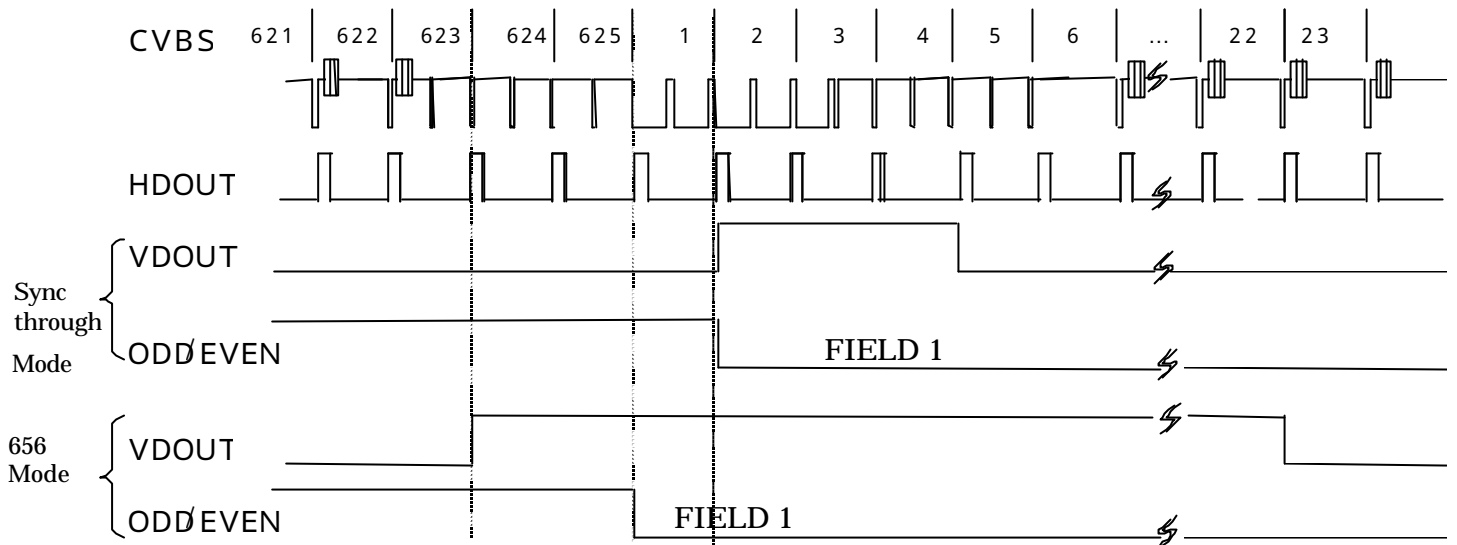 CVBS 621 622 623 624 625 1 2 3 4 5 6 ... 22 23
HDOUT
Sync
through
Mode
VDOUT
ODD/EVEN
FIELD 1
656
Mode
VDOUT
ODD/EVEN
FIELD 1